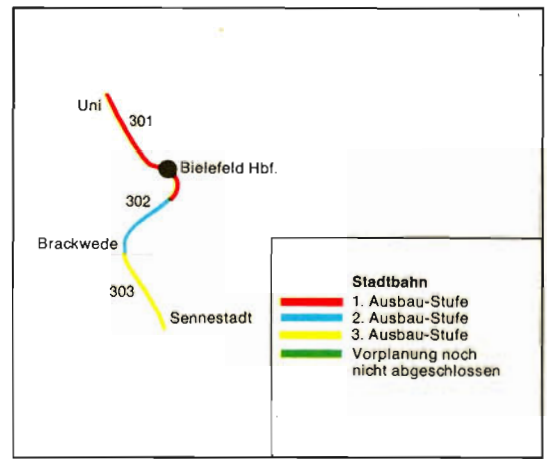 Uni
301
Bielefeld Hbf.
302
Brackwede
303
Sennestadt
Stadtbahn
1. Ausbau-Stufe
2. Ausbau-Stufe
3. Ausbau-Stufe
Vorplanung noch
nicht abgeschlossen